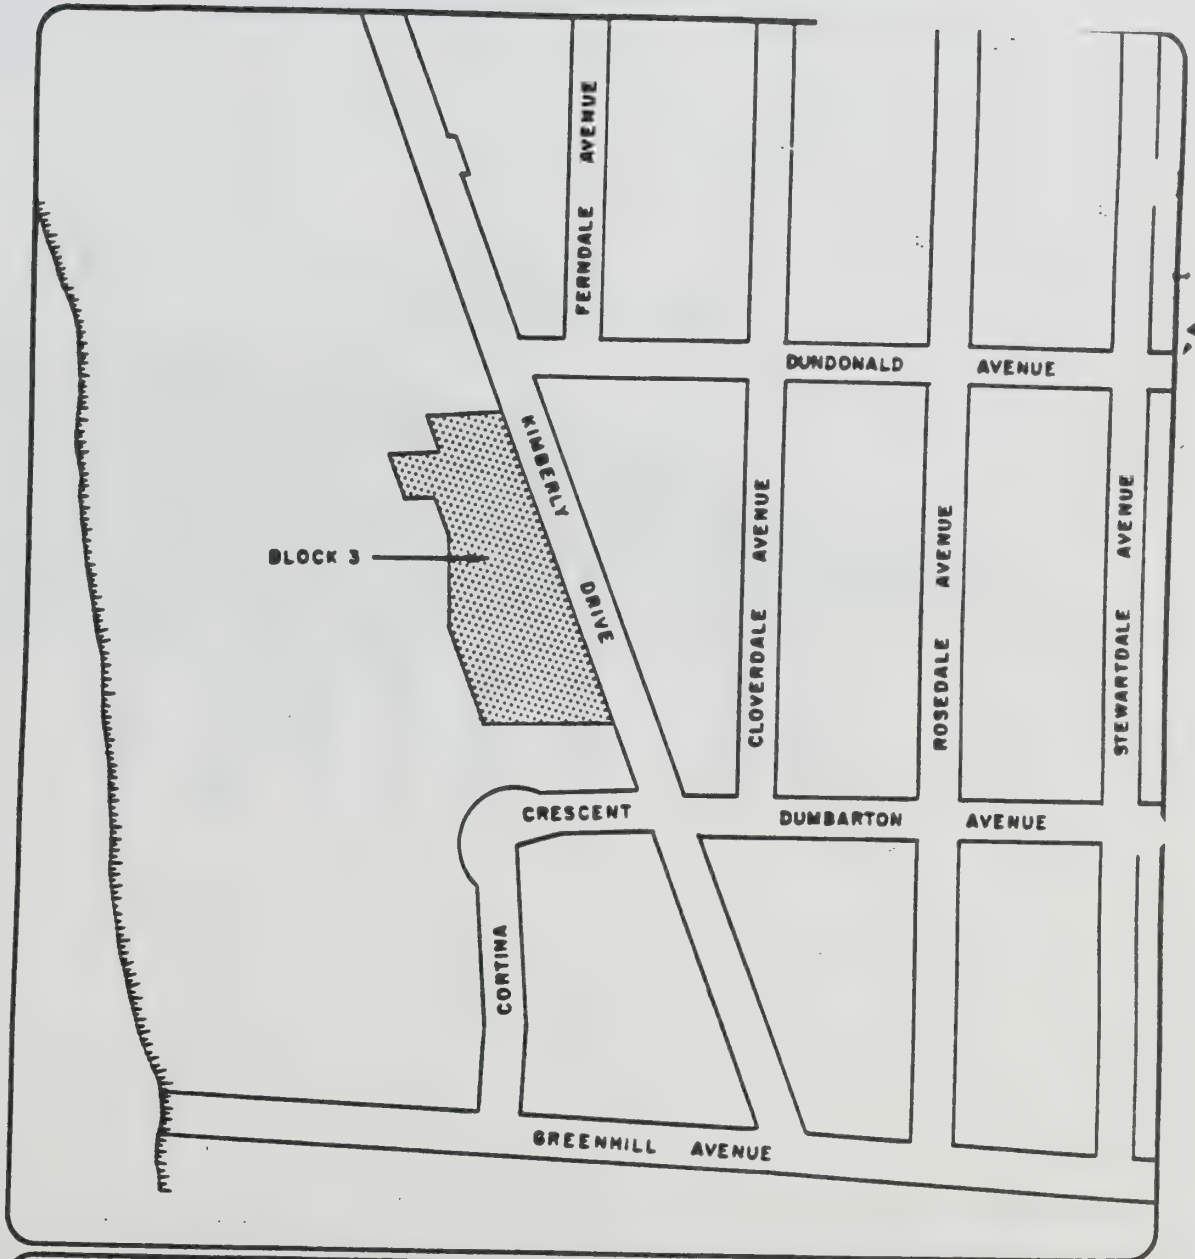 FERNDALE AVENUE
DUNDONALD AVENUE
KIMBERLY DRIVE
BLOCK 3
CLOVERDALE AVENUE
ROSEDALE AVENUE
STEWARTDALE AVENUE
CRESCENT
DUMBARTON AVENUE
CORTINA
GREENHILL AVENUE